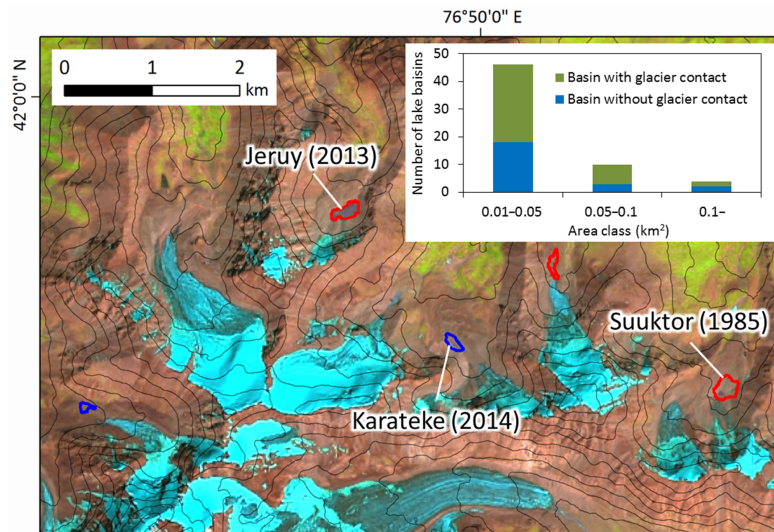 76°50'0" E
42°0'0" N
0 1 2
km
Jeruy (2013)
Karateke (2014)
Suuktor (1985)
Number of lake baisins
50
40
30
20
10
0
Basin with glacier contact
Basin without glacier contact
0.01–0.05 0.05–0.1 0.1–
Area class (km²)